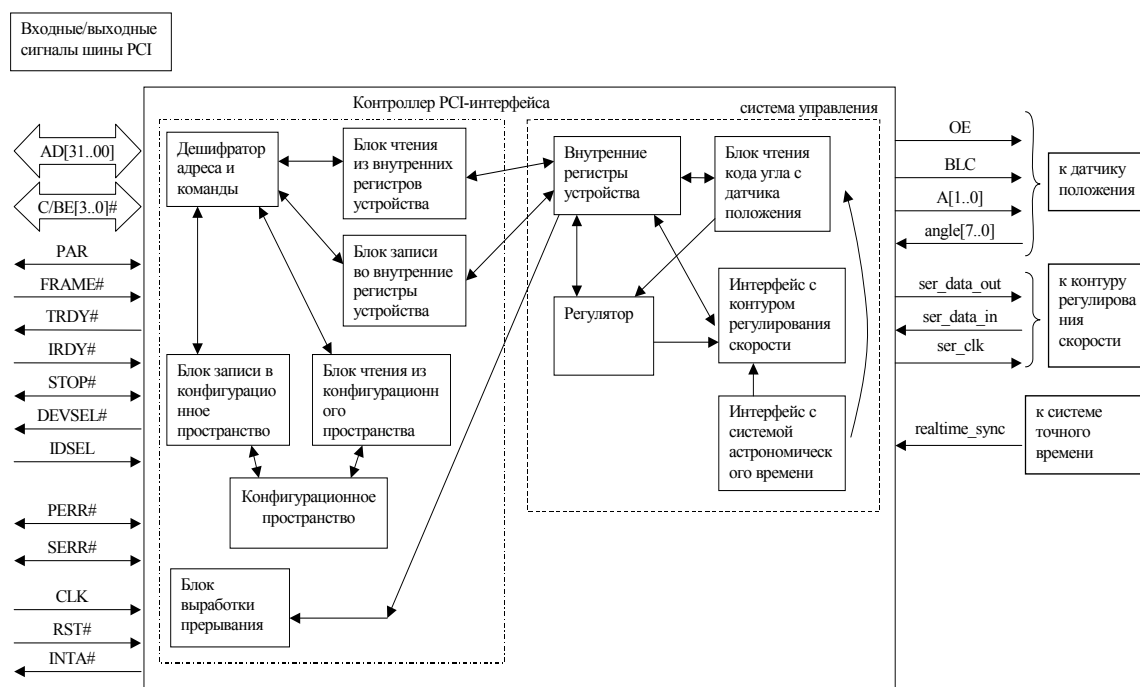 Входные/выходные
сигналы шины PCI
Контроллер PCI-интерфейса
система управления
AD[31..00]
C/BE[3..0]#
PAR
FRAME#
TRDY#
IRDY#
STOP#
DEVSEL#
IDSEL
PERR#
SERR#
CLK
RST#
INTA#
Дешифратор
адреса и
команды
Блок чтения
из внутренних
регистров
устройства
Блок записи
во внутренние
регистры
устройства
Блок записи в
конфигурацио
нное
пространство
Блок чтения из
конфигурационн
ого
пространства
Конфигурационное
пространство
Блок
выработки
прерывания
Внутренние
регистры
устройства
Блок чтения
кода угла с
датчика
положения
Регулятор
Интерфейс с
контуром
регулирования
скорости
Интерфейс с
системой
астрономическ
ого времени
OE
BLC
A[1..0]
angle[7..0]
ser_data_out
ser_data_in
ser_clk
realtime_sync
к датчику
положения
к контуру
регулирова
ния
скорости
к системе
точного
времени